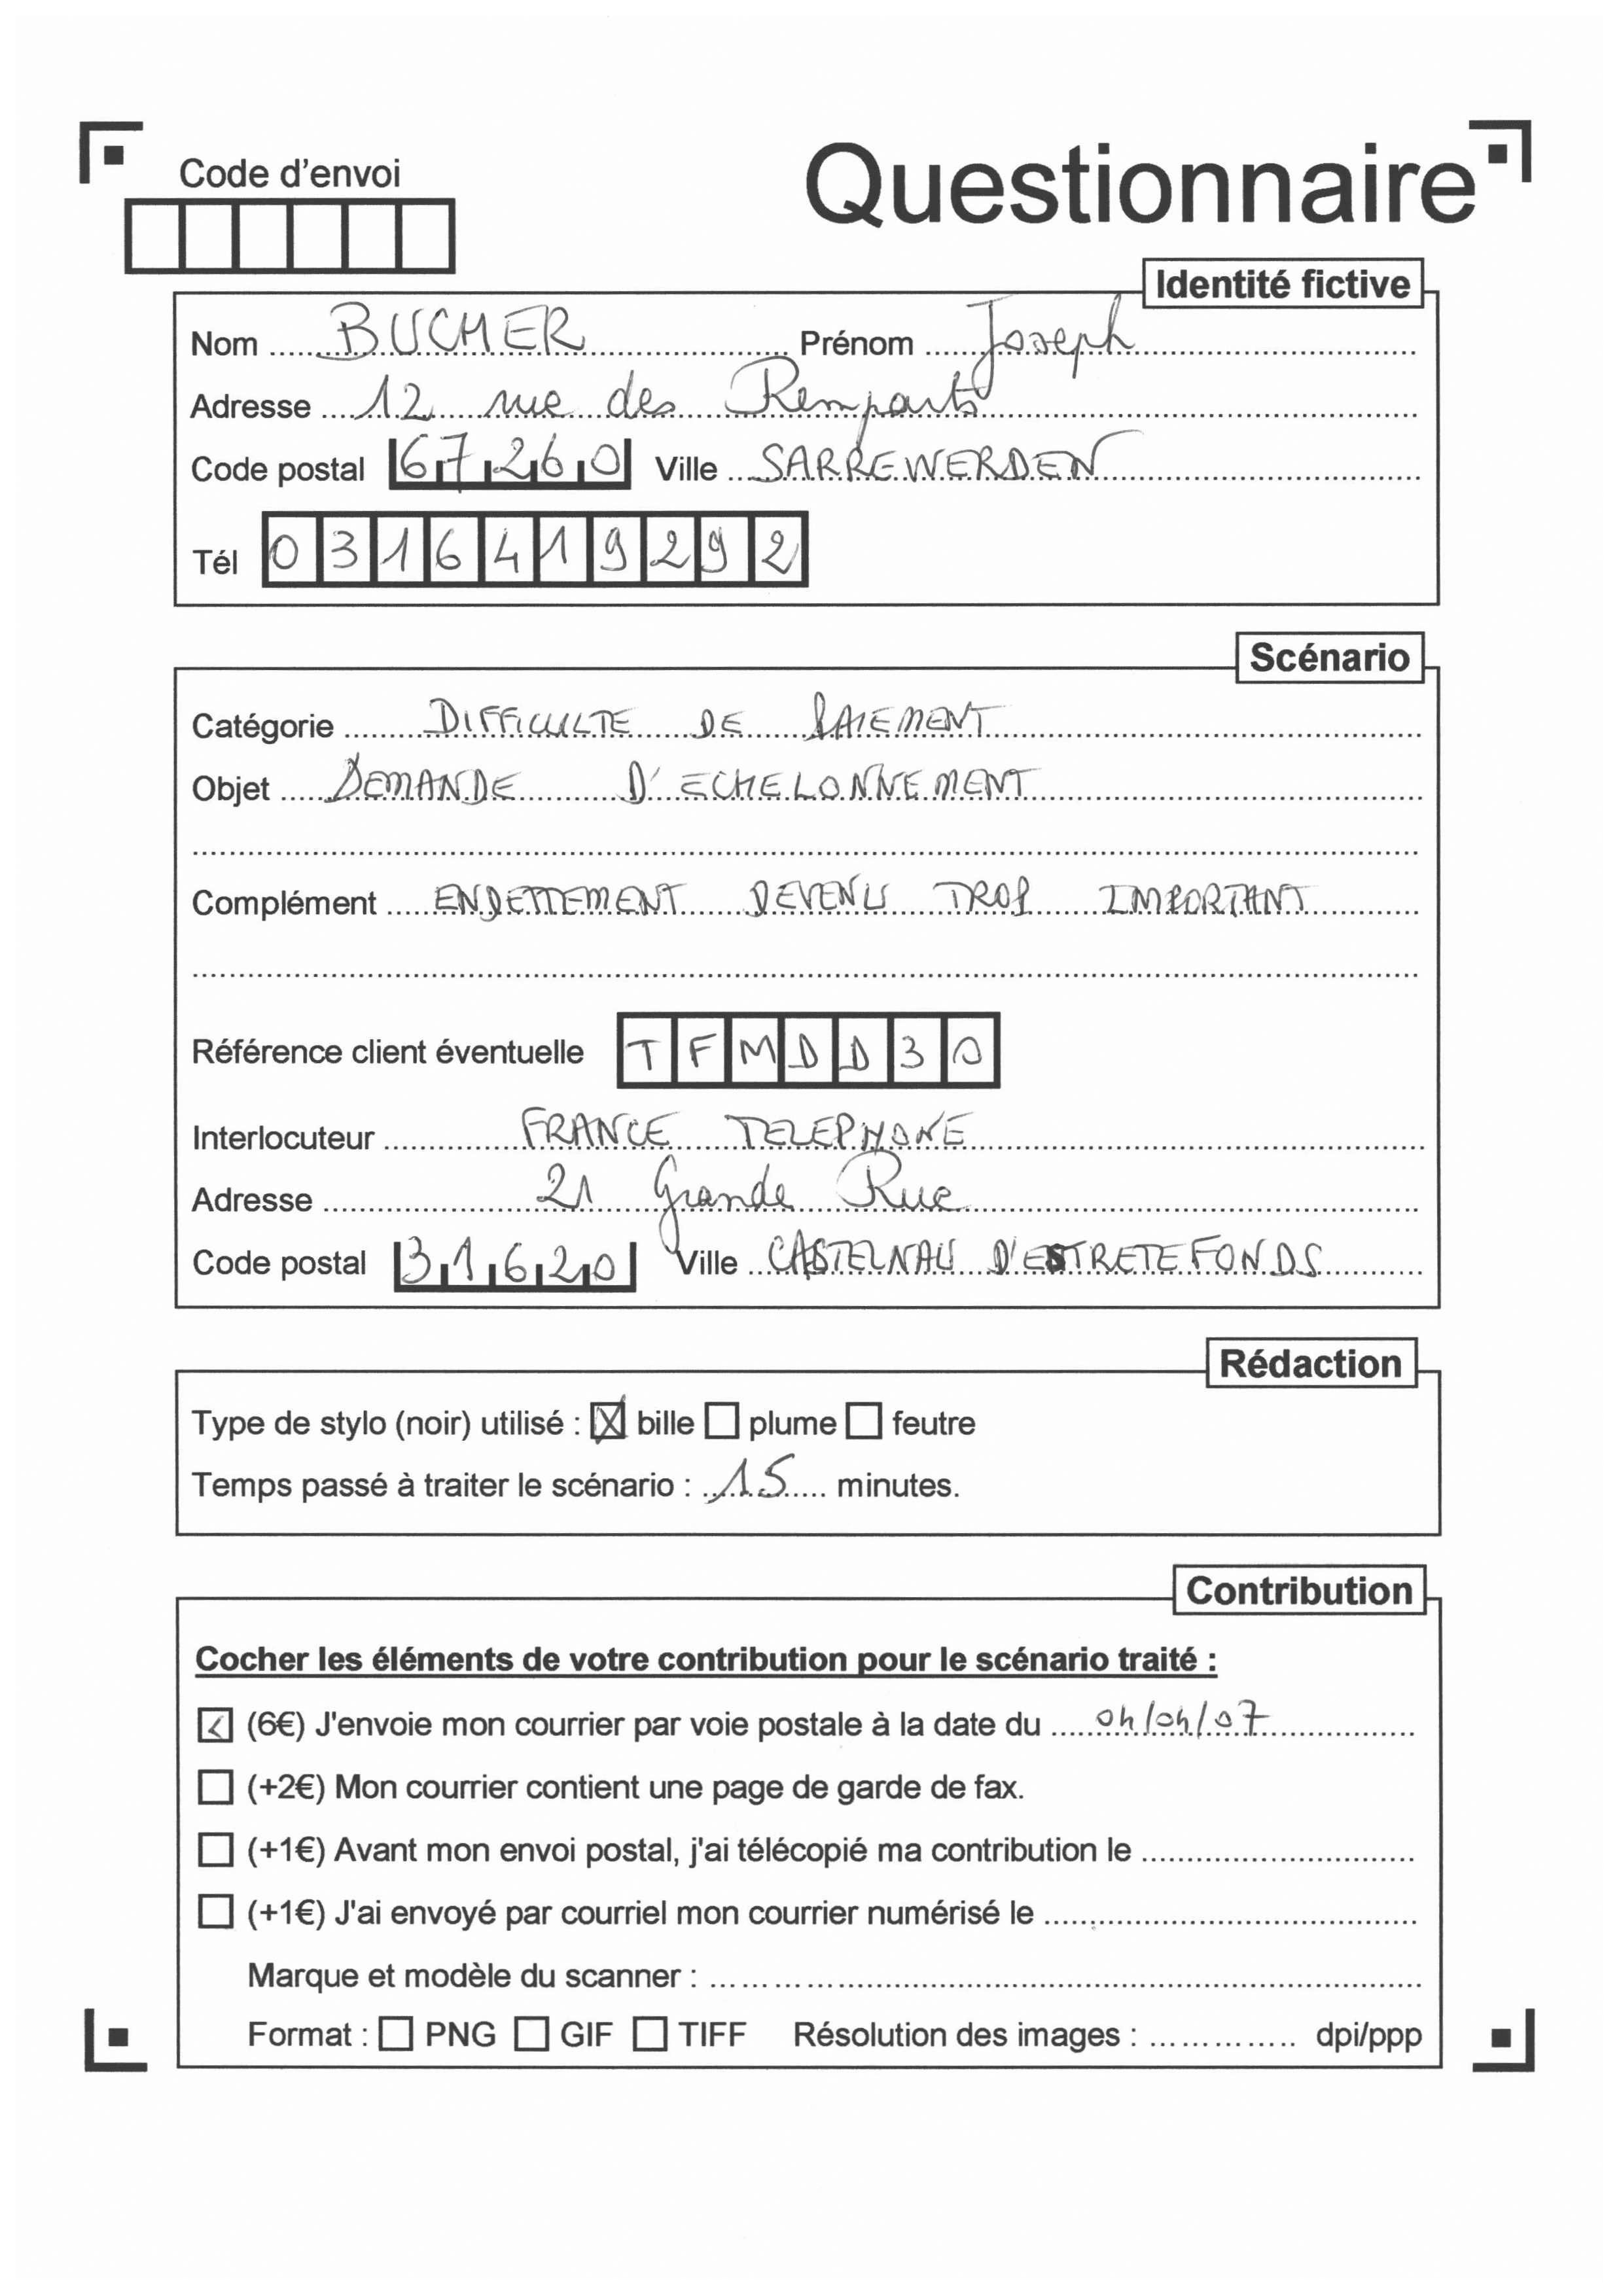 Code d'envoi
Questionnaire
Identité fictive
Nom BUCHER Prénom Joseph
Adresse 12 rue des Remparts
Code postal 67260 Ville SARREWERDEN
Tél 0316419292
Scénario
Catégorie DIFFICULTE DE PAIEMENT
Objet DEMANDE D'ECHELONNEMENT
Complément ENDETTEMENT DEVENU TROP IMPORTANT
Référence client éventuelle TFMDD30
Interlocuteur FRANCE TELEPHONE
Adresse 21 Grande Rue
Code postal 31620 Ville CASTELNAU D'ESTRETEFONDS
Rédaction
Type de stylo (noir) utilisé : bille plume feutre
Temps passé à traiter le scénario : 15 minutes.
Contribution
Cocher les éléments de votre contribution pour le scénario traité :
(6€) J'envoie mon courrier par voie postale à la date du 04/04/07
(+2€) Mon courrier contient une page de garde de fax.
(+1€) Avant mon envoi postal, j'ai télécopié ma contribution le
(+1€) J'ai envoyé par courriel mon courrier numérisé le
Marque et modèle du scanner :
Format : PNG GIF TIFF Résolution des images : dpi/ppp